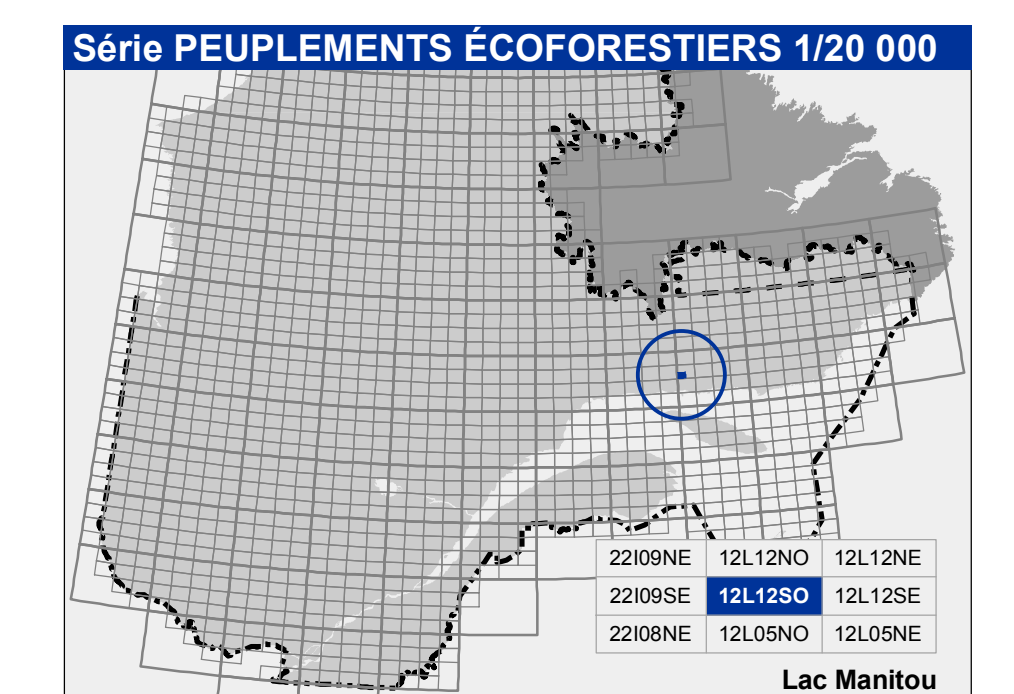 Série PEUPLEMENTS ÉCOFORESTIERS 1/20 000
22I09NE 12L12NO 12L12NE
22I09SE 12L12SO 12L12SE
22I08NE 12L05NO 12L05NE
Lac Manitou